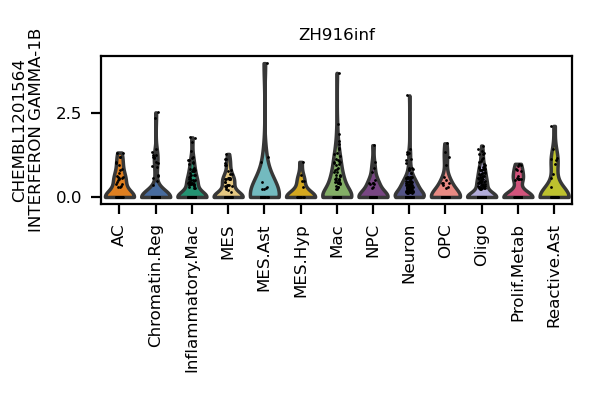 ZH916inf
CHEMBL1201564
INTERFERON GAMMA-1B
2.5
0.0
AC
Chromatin.Reg
Inflammatory.Mac
MES
MES.Ast
MES.Hyp
Mac
NPC
Neuron
OPC
Oligo
Prolif.Metab
Reactive.Ast